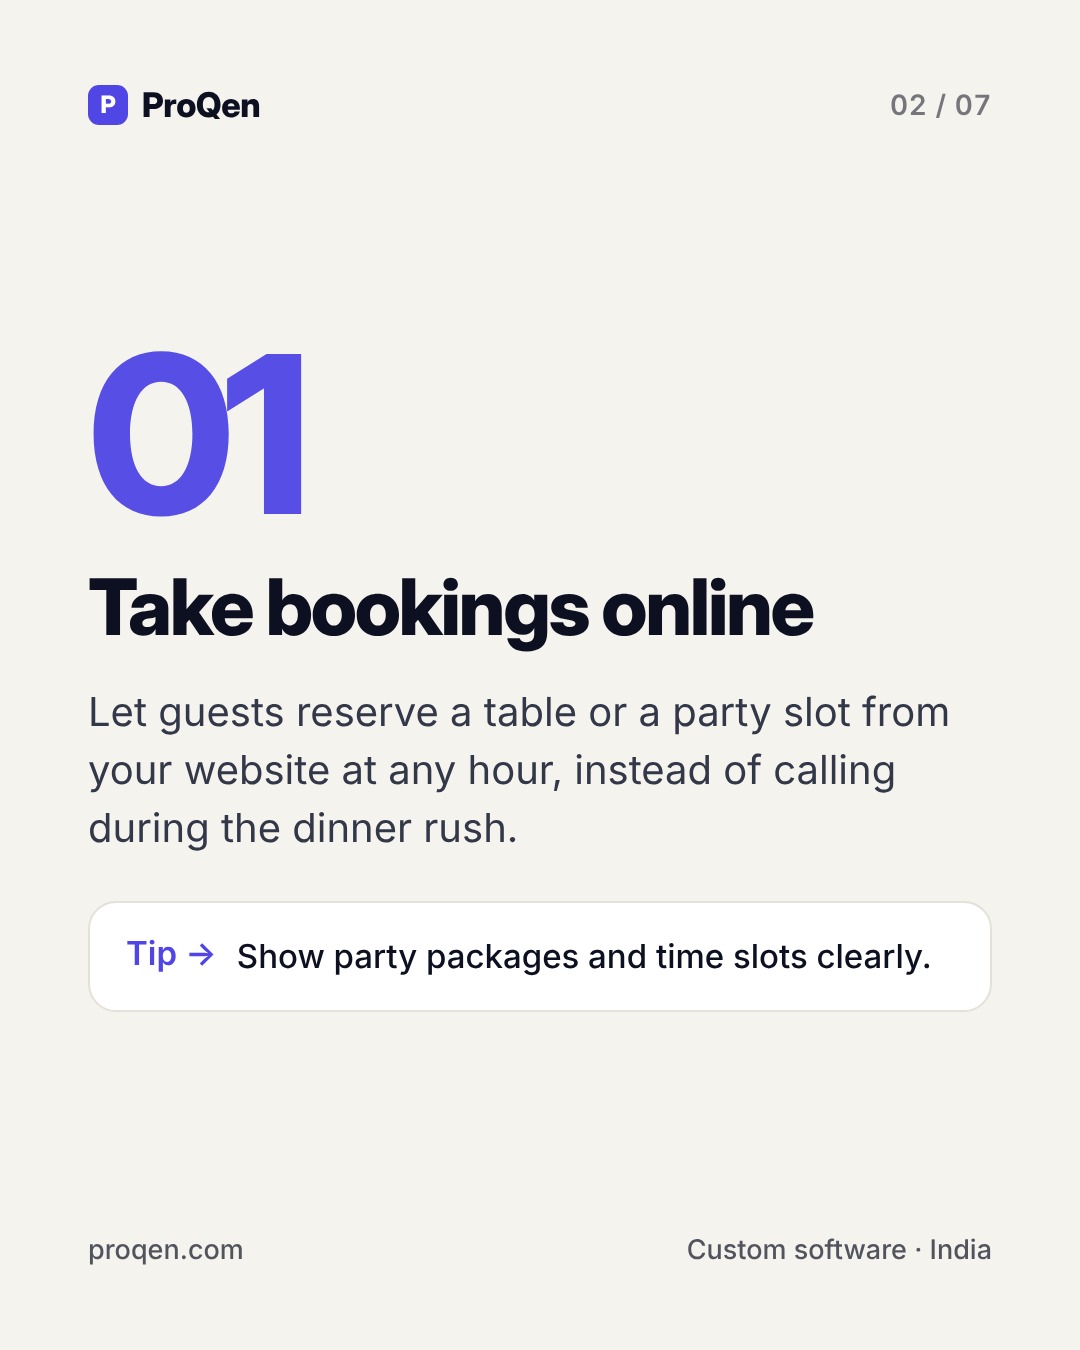 P ProQen
02 / 07
01
Take bookings online
Let guests reserve a table or a party slot from
your website at any hour, instead of calling
during the dinner rush.
Tip → Show party packages and time slots clearly.
proqen.com
Custom software · India